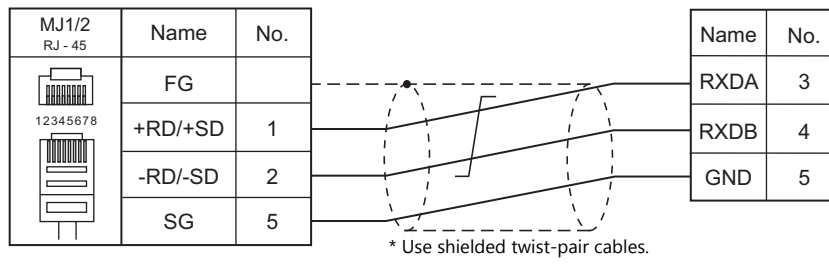 MJ1/2 Name No.
RJ - 45
FG
12345678
+RD/+SD 1
-RD/-SD 2
SG 5
Name No.
RXDA 3
RXDB 4
GND 5
* Use shielded twist-pair cables.